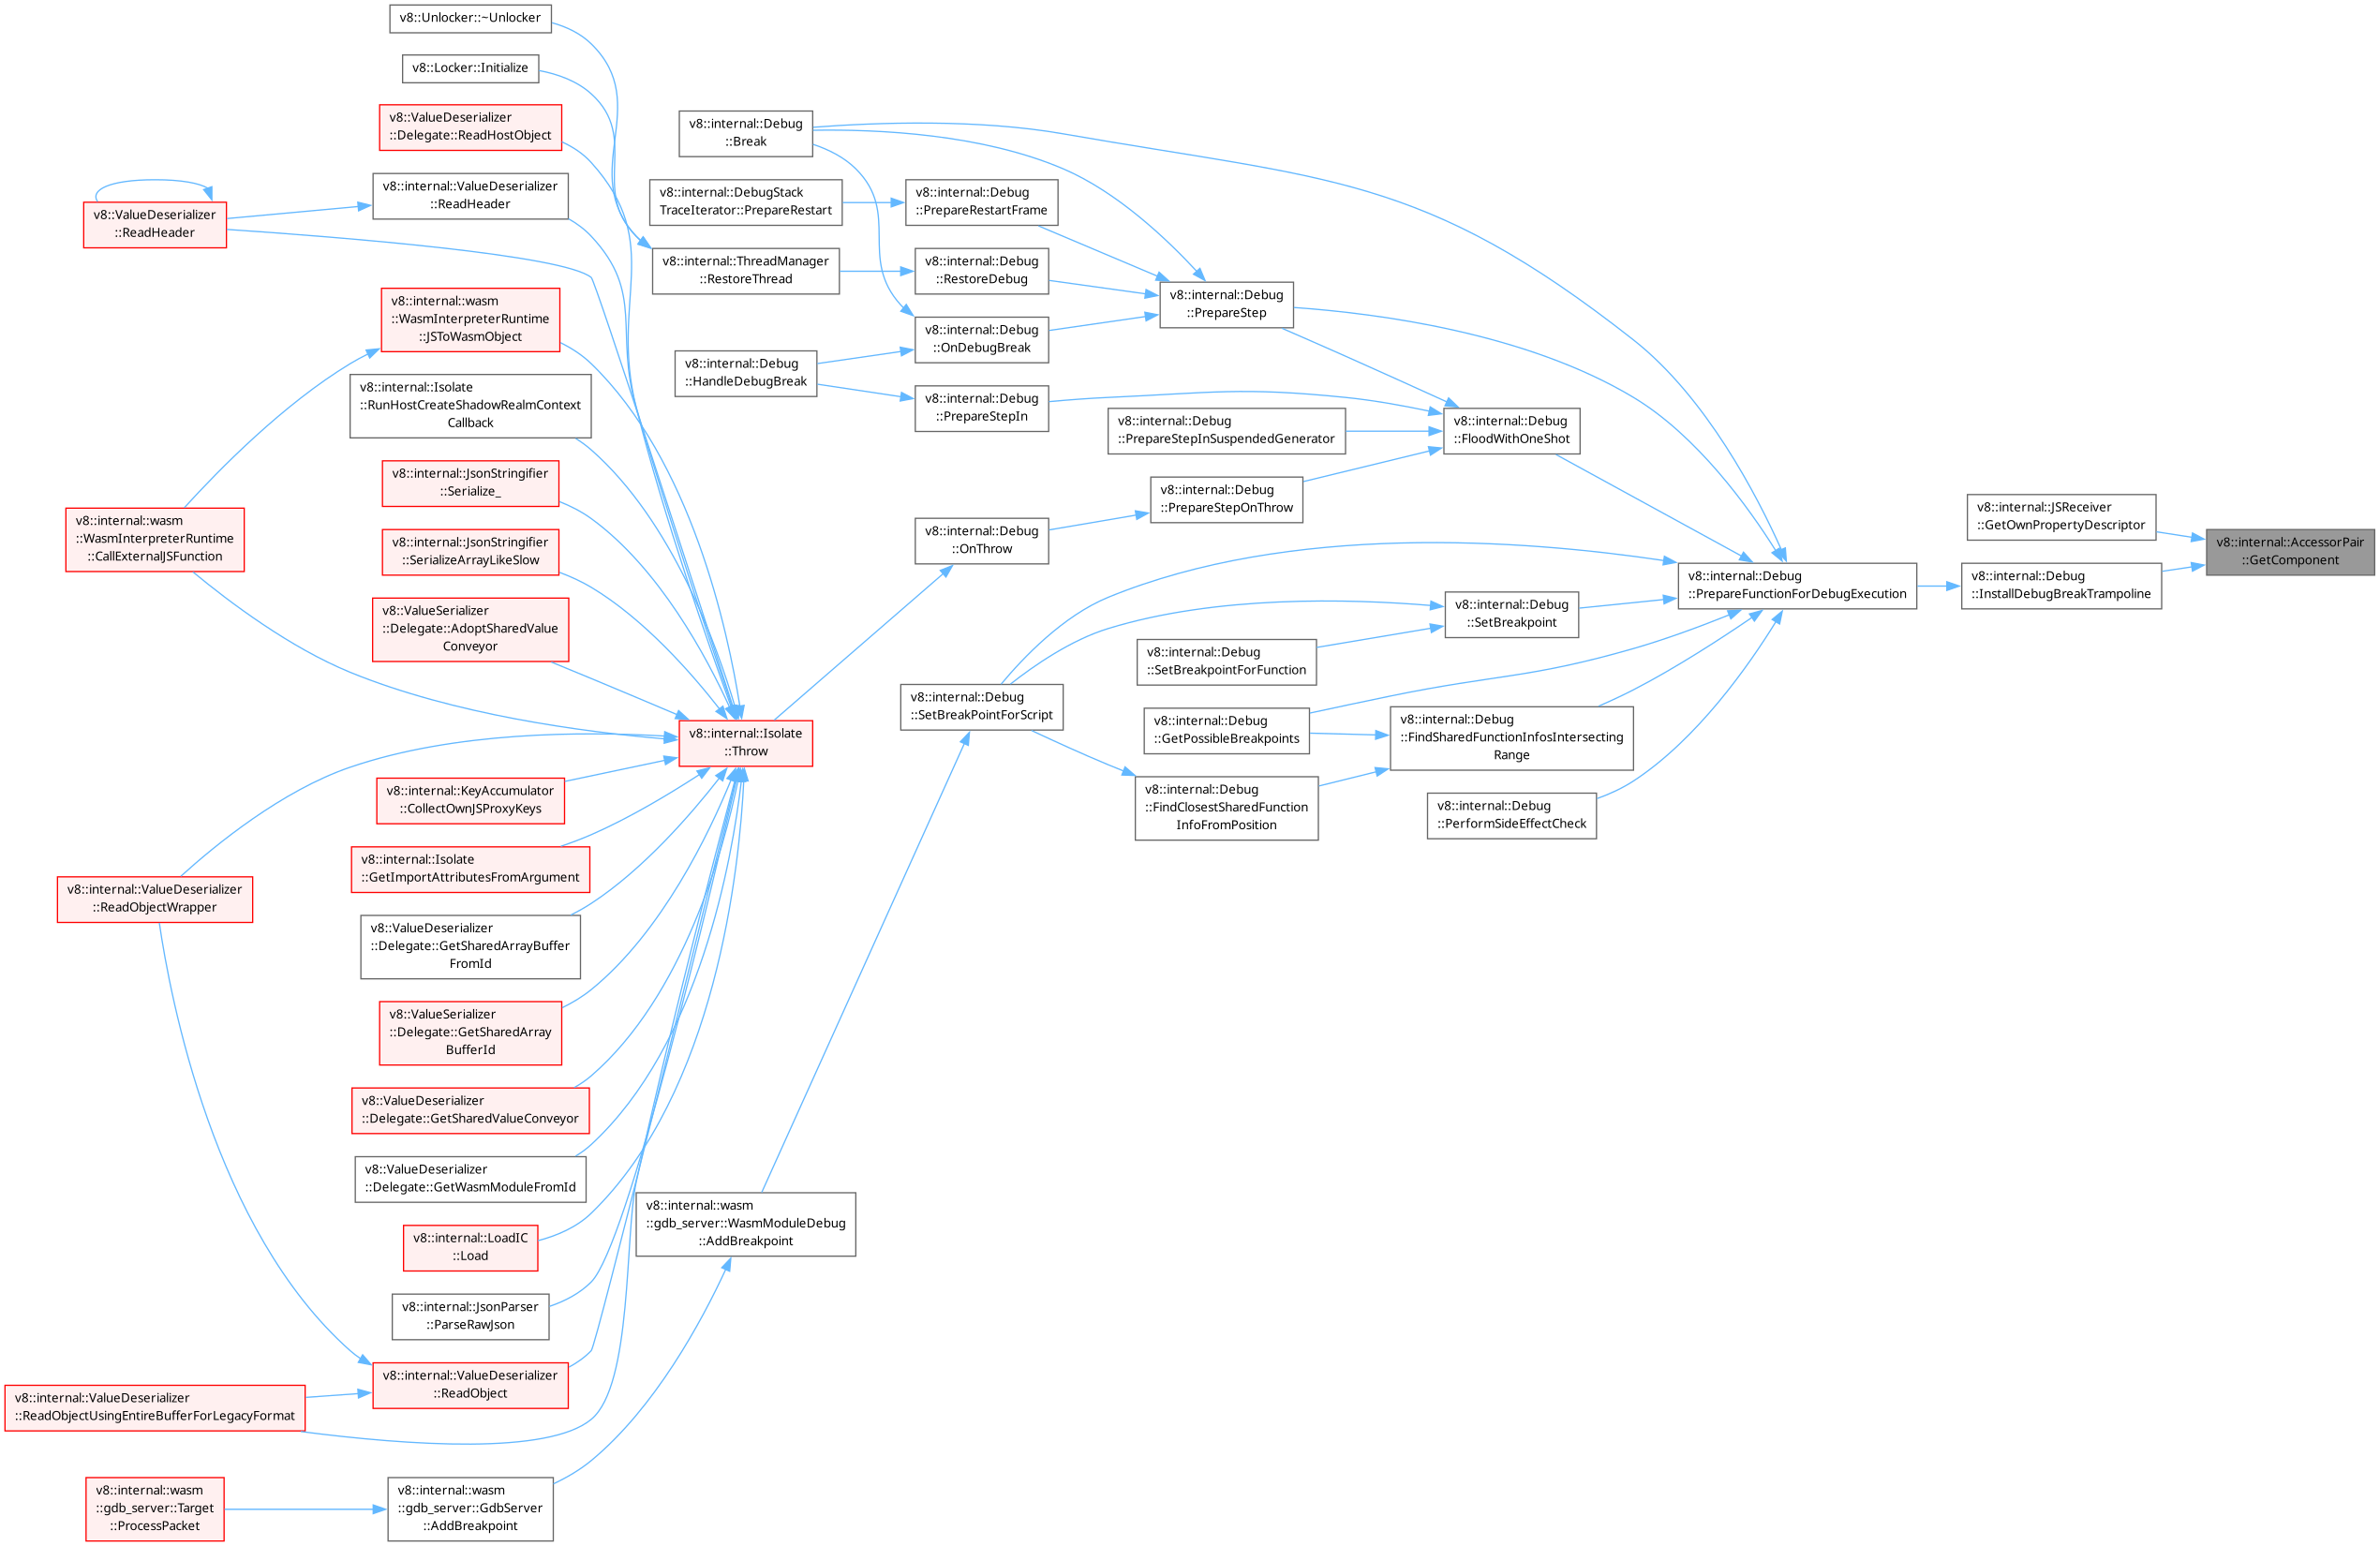 v8::Unlocker::~Unlocker
v8::Locker::Initialize
v8::ValueDeserializer
::Delegate::ReadHostObject
v8::internal::ValueDeserializer
::ReadHeader
v8::ValueDeserializer
::ReadHeader
v8::internal::wasm
::WasmInterpreterRuntime
::JSToWasmObject
v8::internal::Isolate
::RunHostCreateShadowRealmContext
Callback
v8::internal::JsonStringifier
::Serialize_
v8::internal::wasm
::WasmInterpreterRuntime
::CallExternalJSFunction
v8::internal::JsonStringifier
::SerializeArrayLikeSlow
v8::ValueSerializer
::Delegate::AdoptSharedValue
Conveyor
v8::internal::KeyAccumulator
::CollectOwnJSProxyKeys
v8::internal::Isolate
::GetImportAttributesFromArgument
v8::internal::ValueDeserializer
::ReadObjectWrapper
v8::ValueDeserializer
::Delegate::GetSharedArrayBuffer
FromId
v8::ValueSerializer
::Delegate::GetSharedArray
BufferId
v8::ValueDeserializer
::Delegate::GetSharedValueConveyor
v8::ValueDeserializer
::Delegate::GetWasmModuleFromId
v8::internal::LoadIC
::Load
v8::internal::JsonParser
::ParseRawJson
v8::internal::ValueDeserializer
::ReadObject
v8::internal::ValueDeserializer
::ReadObjectUsingEntireBufferForLegacyFormat
v8::internal::wasm
::gdb_server::Target
::ProcessPacket
v8::internal::wasm
::gdb_server::GdbServer
::AddBreakpoint
v8::internal::Debug
::Break
v8::internal::DebugStack
TraceIterator::PrepareRestart
v8::internal::ThreadManager
::RestoreThread
v8::internal::Debug
::HandleDebugBreak
v8::internal::Isolate
::Throw
v8::internal::wasm
::gdb_server::WasmModuleDebug
::AddBreakpoint
v8::internal::Debug
::PrepareRestartFrame
v8::internal::Debug
::RestoreDebug
v8::internal::Debug
::OnDebugBreak
v8::internal::Debug
::PrepareStepIn
v8::internal::Debug
::OnThrow
v8::internal::Debug
::SetBreakPointForScript
v8::internal::Debug
::PrepareStep
v8::internal::Debug
::PrepareStepInSuspendedGenerator
v8::internal::Debug
::PrepareStepOnThrow
v8::internal::Debug
::SetBreakpointForFunction
v8::internal::Debug
::GetPossibleBreakpoints
v8::internal::Debug
::FindClosestSharedFunction
InfoFromPosition
v8::internal::Debug
::FloodWithOneShot
v8::internal::Debug
::SetBreakpoint
v8::internal::Debug
::FindSharedFunctionInfosIntersecting
Range
v8::internal::Debug
::PerformSideEffectCheck
v8::internal::Debug
::PrepareFunctionForDebugExecution
v8::internal::JSReceiver
::GetOwnPropertyDescriptor
v8::internal::Debug
::InstallDebugBreakTrampoline
v8::internal::AccessorPair
::GetComponent